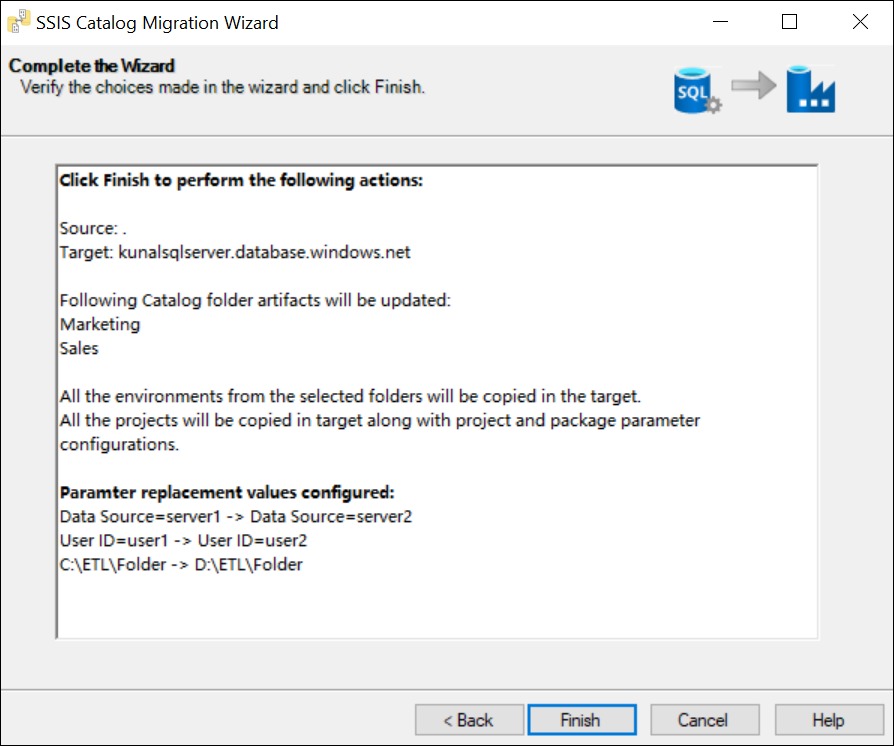 SSIS Catalog Migration Wizard
Complete the Wizard
Verify the choices made in the wizard and click Finish.
SQL
Click Finish to perform the following actions:
Source: .
Target: kunalsqlserver.database.windows.net
Following Catalog folder artifacts will be updated:
Marketing
Sales
All the environments from the selected folders will be copied in the target.
All the projects will be copied in target along with project and package parameter
configurations.
Paramter replacement values configured:
Data Source=server1 -> Data Source=server2
User ID=user1 -> User ID=user2
C:\ETL\Folder -> D:\ETL\Folder
< Back
Finish
Cancel
Help